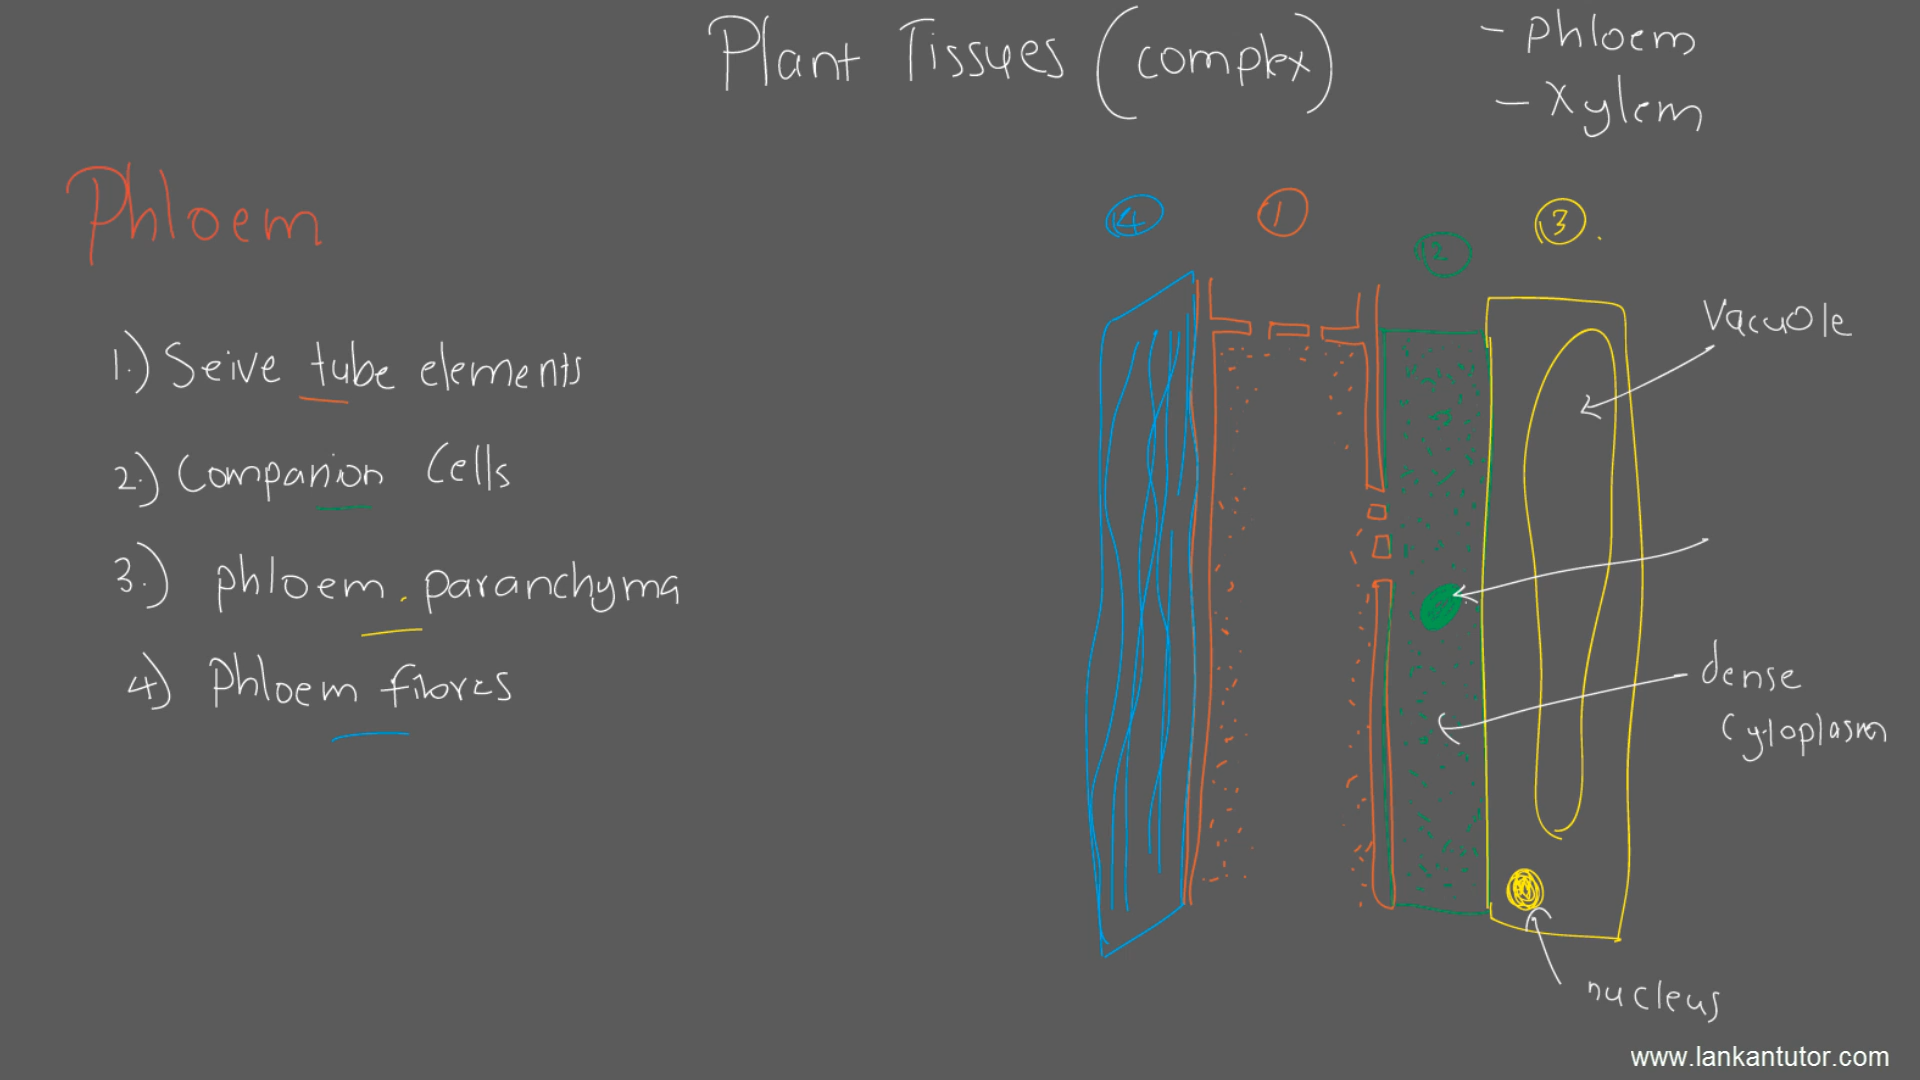 Plant Tissues (complex)
- Phloem
- Xylem
Phloem
1.) Seive tube elements
2.) Companion Cells
3.) phloem . paranchyma
4) Phloem fibres
4
1
2
3
Vacuole
dense
Cytoplasm
nucleus
www.lankantutor.com